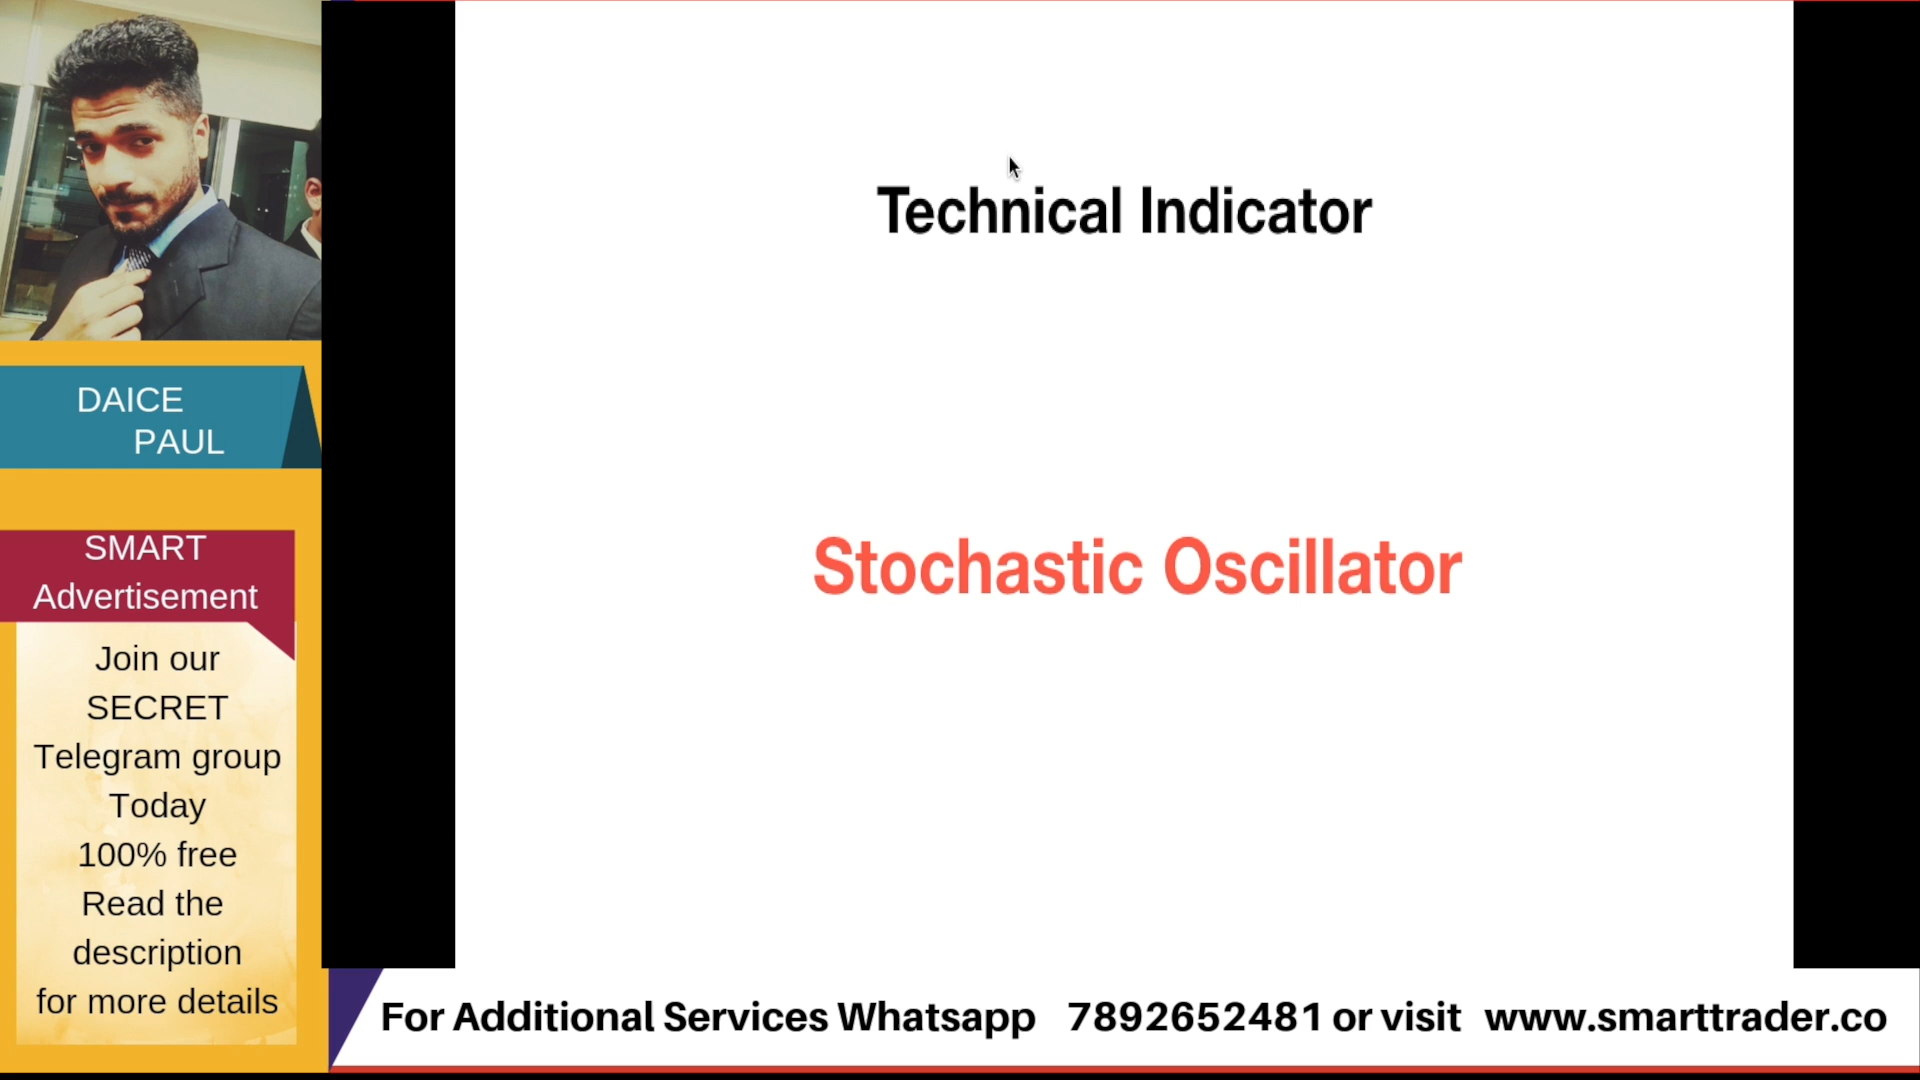 Technical Indicator
Stochastic Oscillator
DAICE
PAUL
SMART
Advertisement
Join our
SECRET
Telegram group
Today
100% free
Read the
description
for more details
For Additional Services Whatsapp 7892652481 or visit www.smarttrader.co